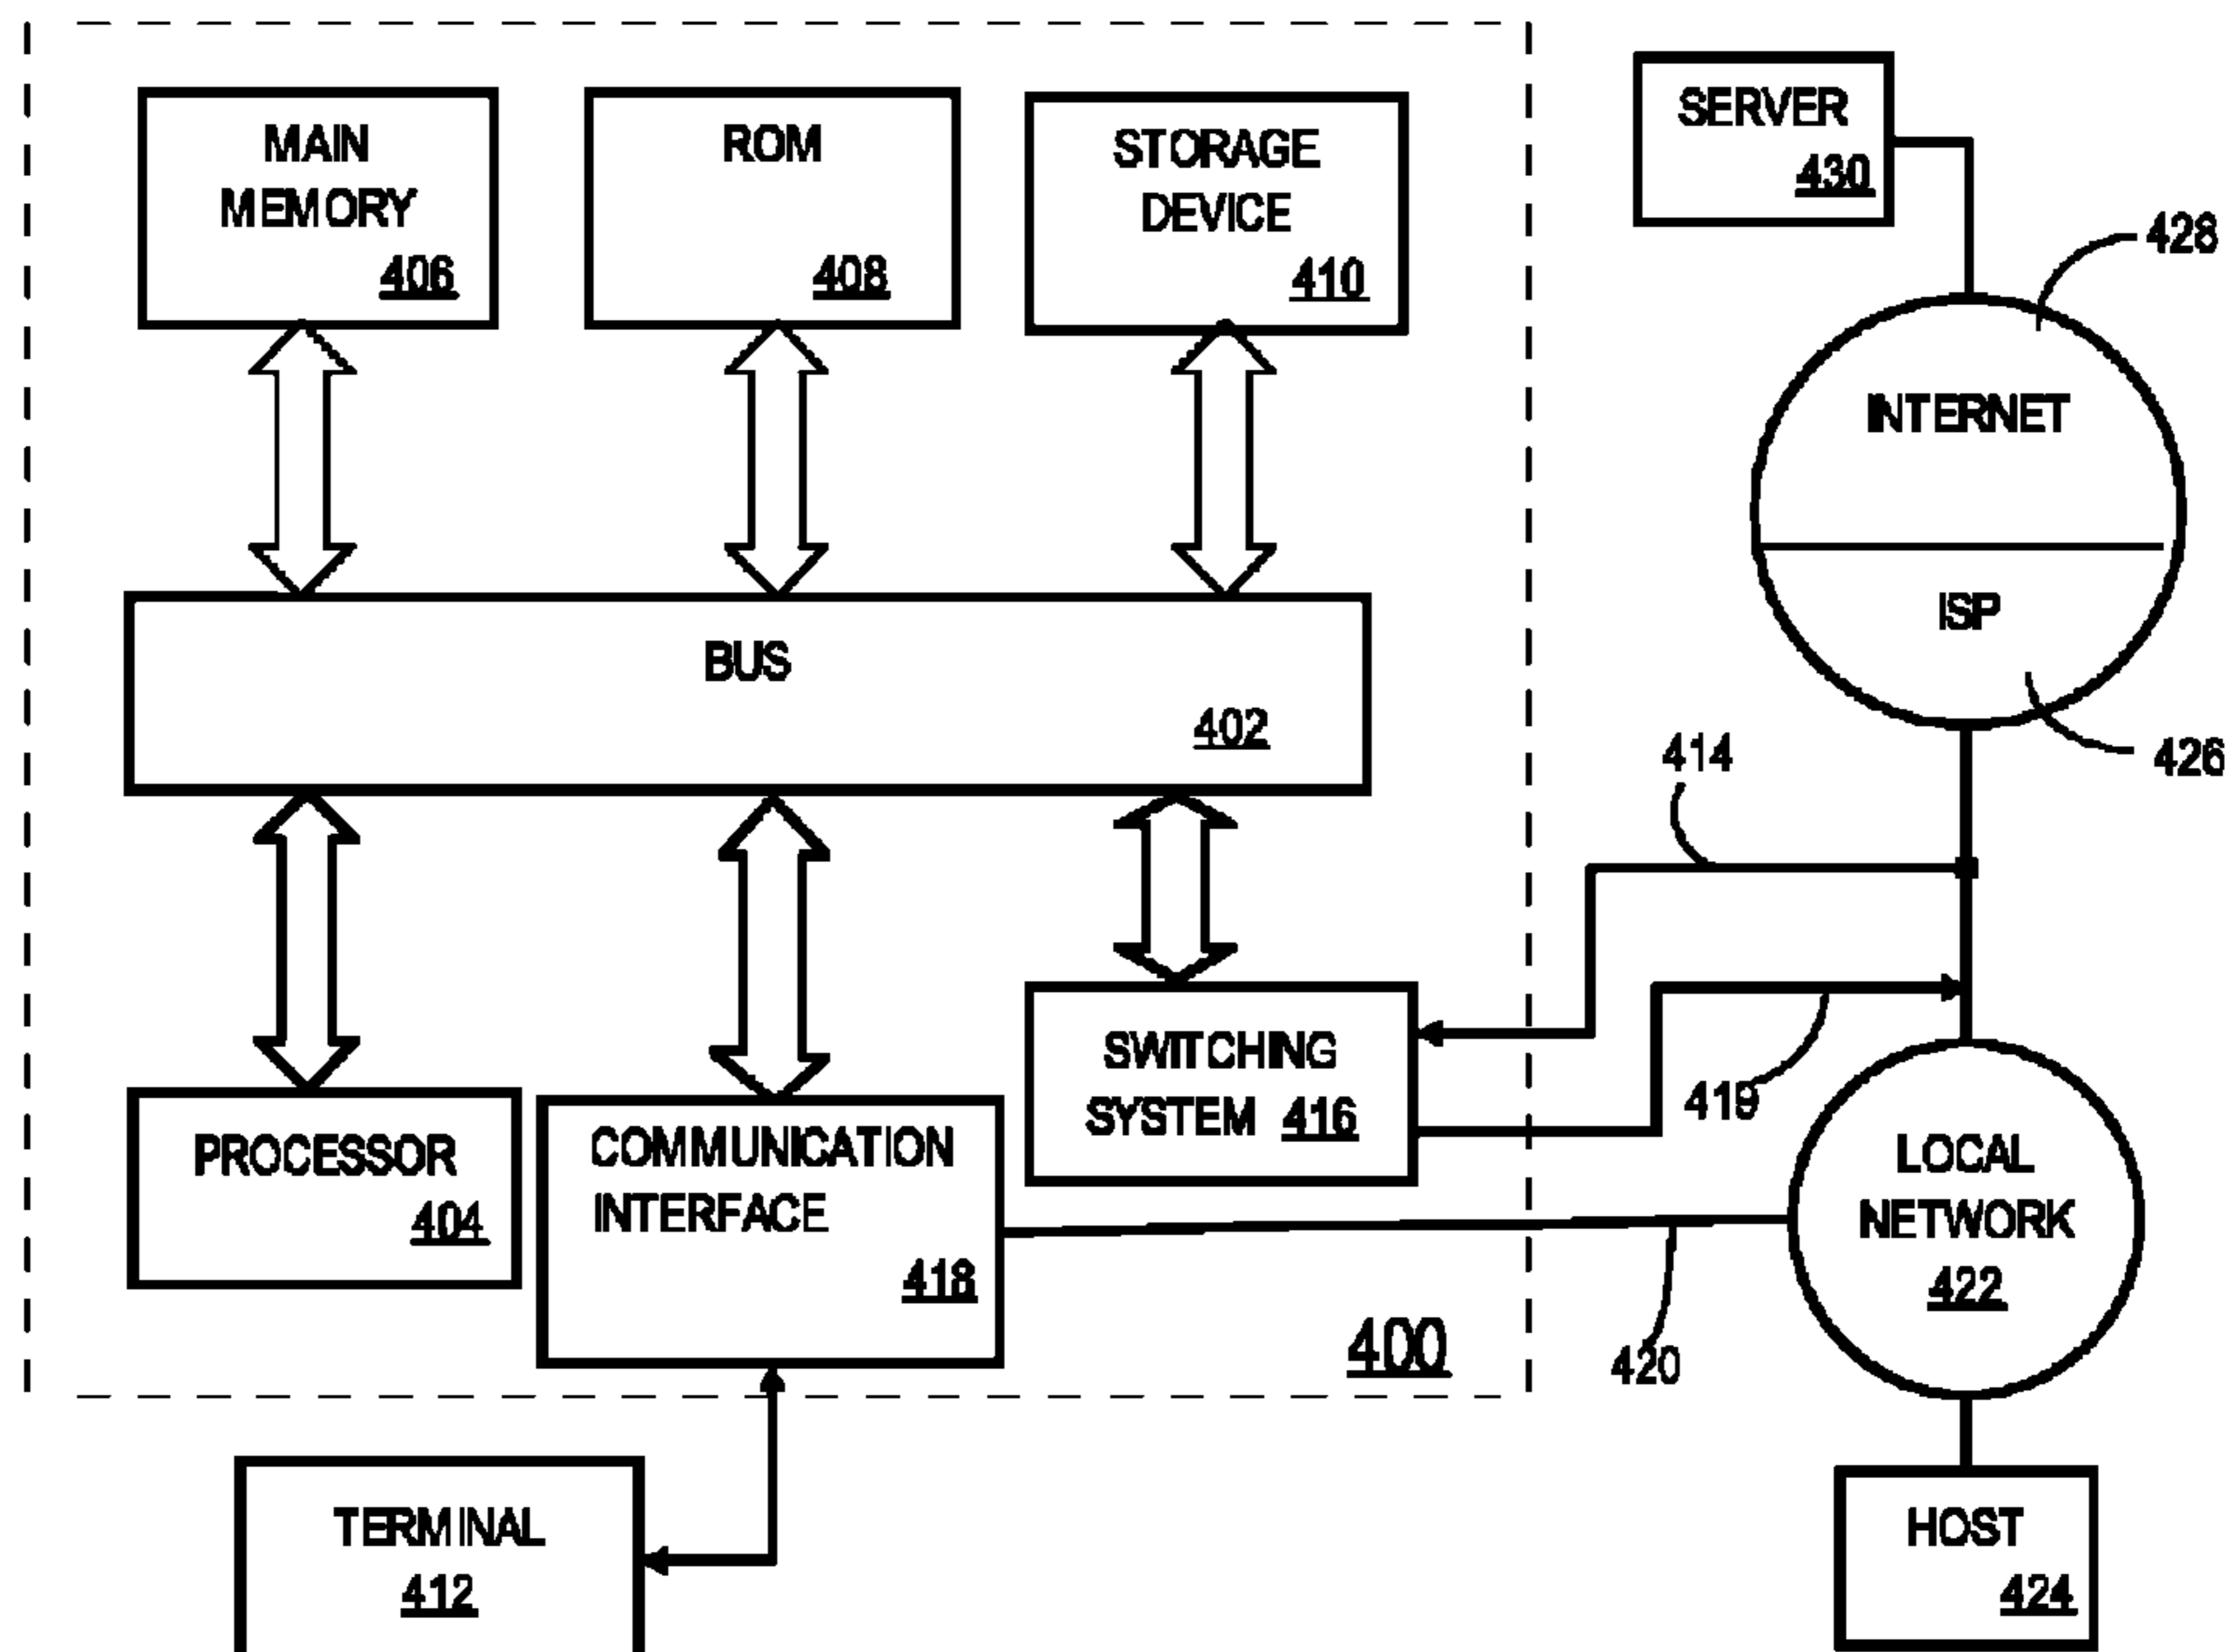 MAIN
MEMORY
406
ROM
408
STORAGE
DEVICE
410
SERVER
430
428
INTERNET
ISP
426
BUS
402
414
SWITCHING
SYSTEM 416
419
PROCESSOR
404
COMMUNICATION
INTERFACE
418
LOCAL
NETWORK
422
400
420
TERMINAL
412
HOST
424